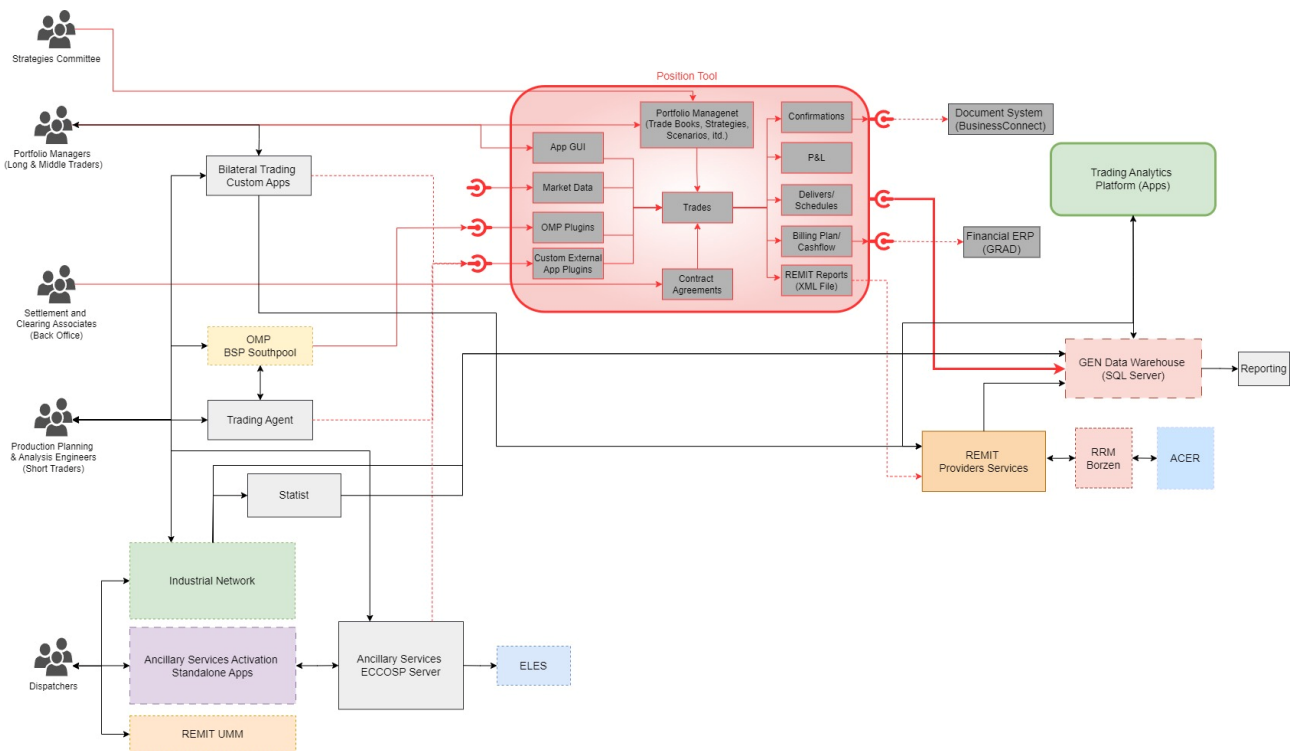 Strategies Committee
Position Tool
Portfolio Managenet
(Trade Books, Strategies,
Scenarios, itd.)
Confirmations
Document System
(BusinessConnect)
Portfolio Managers
(Long & Middle Traders)
App GUI
P&L
Bilateral Trading
Custom Apps
Trading Analytics
Platform (Apps)
Market Data
Trades
Delivers/
Schedules
OMP Plugins
Billing Plan/
Cashflow
Financial ERP
(GRAD)
Custom External
App Plugins
Contract
Agreements
REMIT Reports
(XML File)
Settlement and
Clearing Associates
(Back Office)
OMP
BSP Southpool
GEN Data Warehouse
(SQL Server)
Reporting
Trading Agent
Production Planning
& Analysis Engineers
(Short Traders)
REMIT
Providers Services
RRM
Borzen
ACER
Statist
Industrial Network
Ancillary Services Activation
Standalone Apps
Ancillary Services
ECCOSP Server
ELES
Dispatchers
REMIT UMM